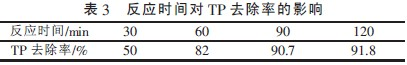 表 3 反应时间对 TP 去除率的影响
反应时间/min 30 60 90 120
TP 去除率/% 50 82 90.7 91.8